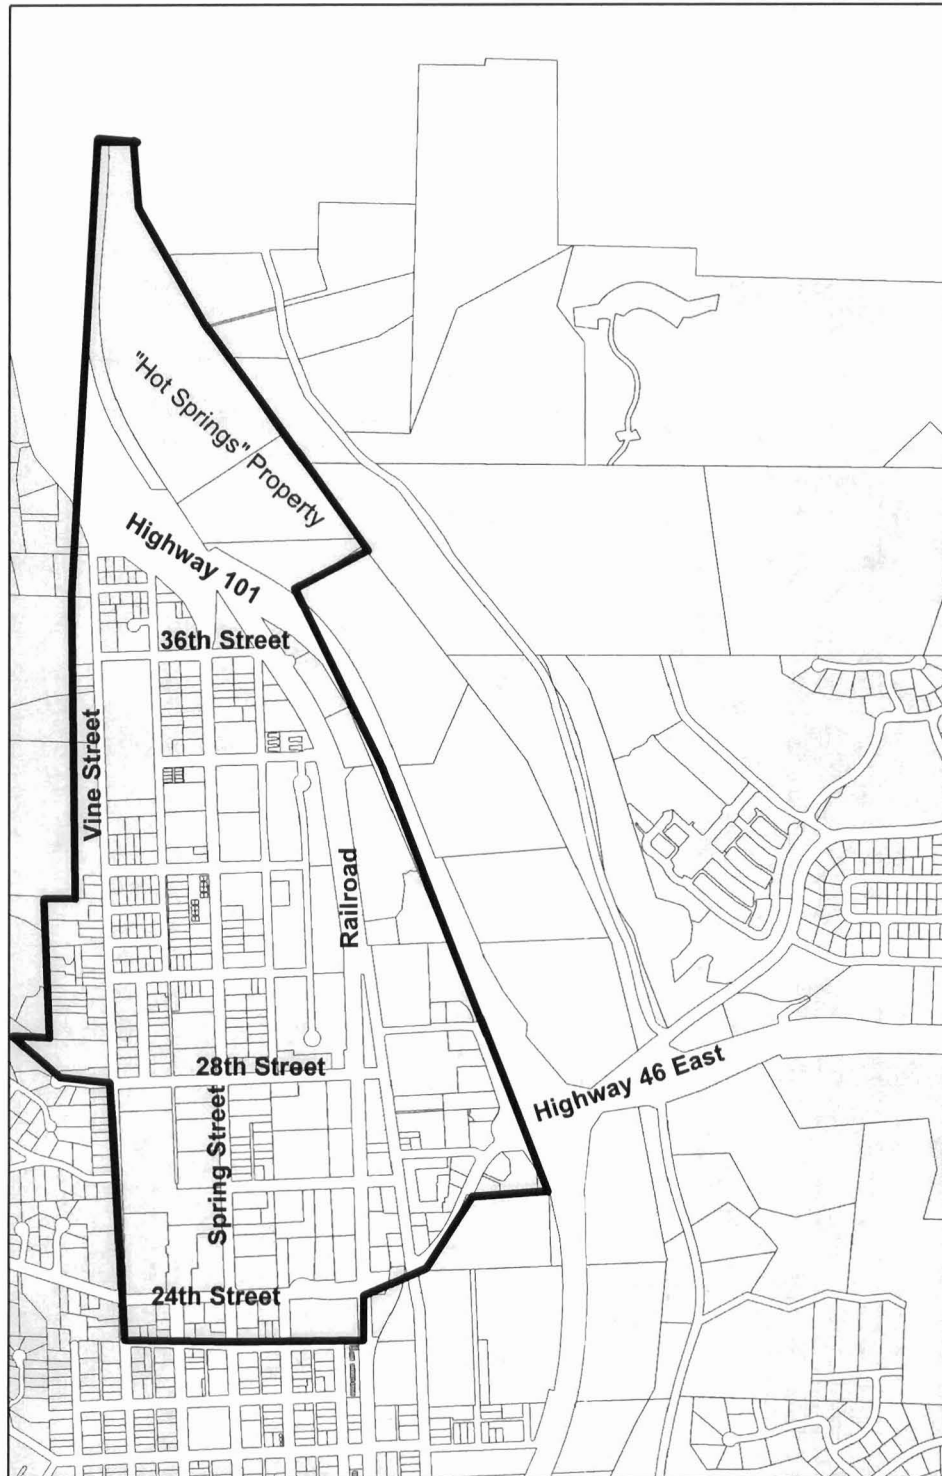 "Hot Springs" Property
Highway 101
36th Street
Vine Street
Railroad
28th Street
Highway 46 East
Spring Street
24th Street